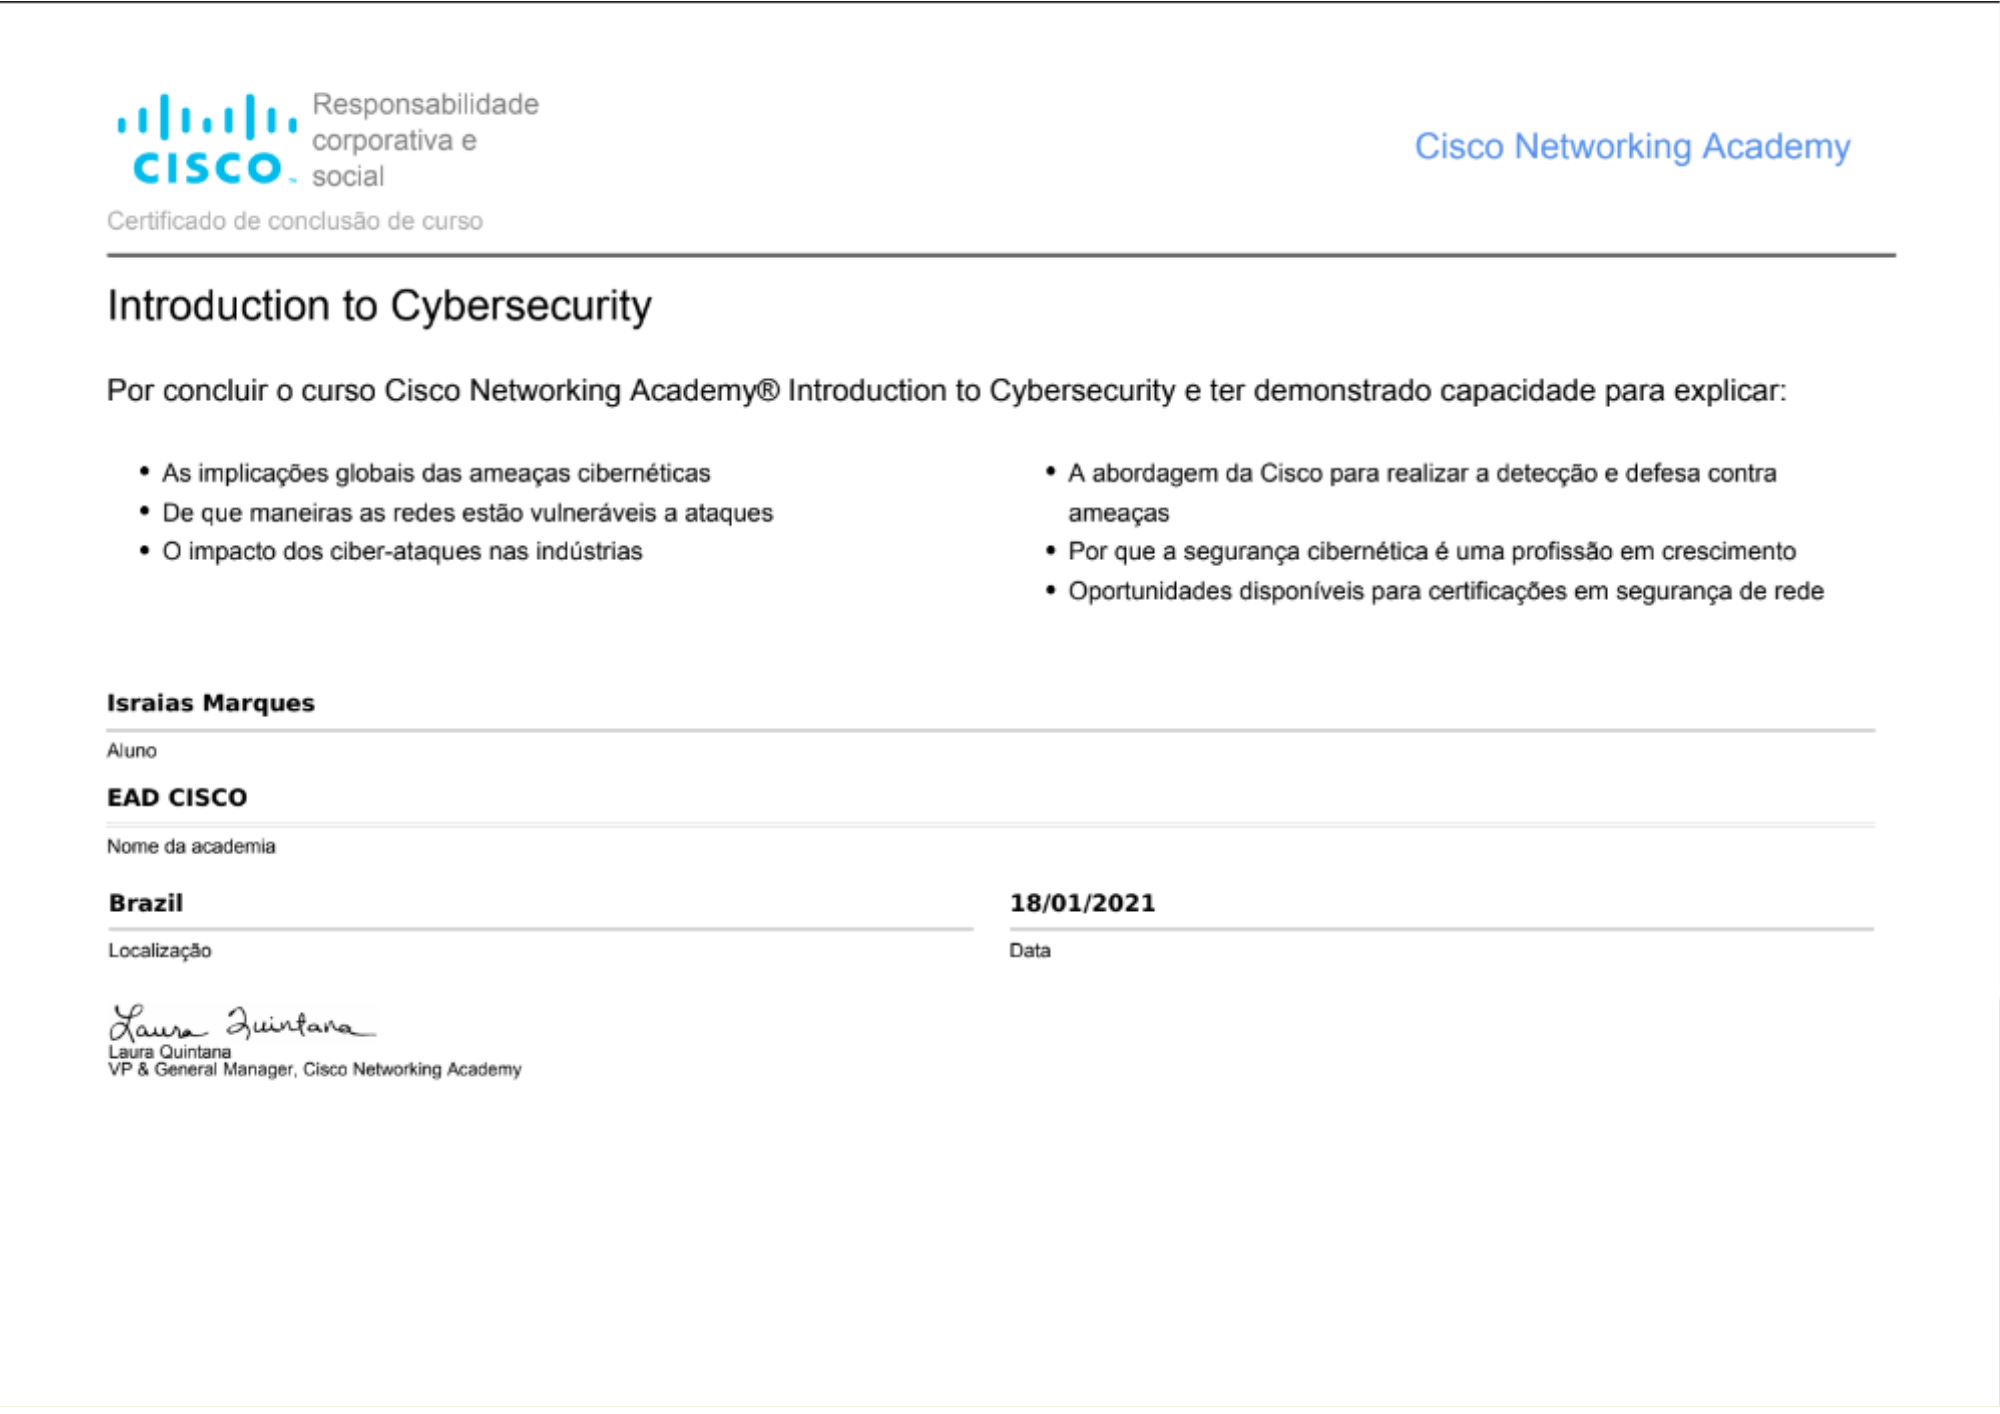 Responsabilidade
corporativa e
social
CISCO™
Certificado de conclusão de curso
Cisco Networking Academy
Introduction to Cybersecurity
Por concluir o curso Cisco Networking Academy® Introduction to Cybersecurity e ter demonstrado capacidade para explicar:
• As implicações globais das ameaças cibernéticas
• De que maneiras as redes estão vulneráveis a ataques
• O impacto dos ciber-ataques nas indústrias
• A abordagem da Cisco para realizar a detecção e defesa contra
ameaças
• Por que a segurança cibernética é uma profissão em crescimento
• Oportunidades disponíveis para certificações em segurança de rede
Israias Marques
Aluno
EAD CISCO
Nome da academia
Brazil
Localização
18/01/2021
Data
Laura Quintana
Laura Quintana
VP & General Manager, Cisco Networking Academy